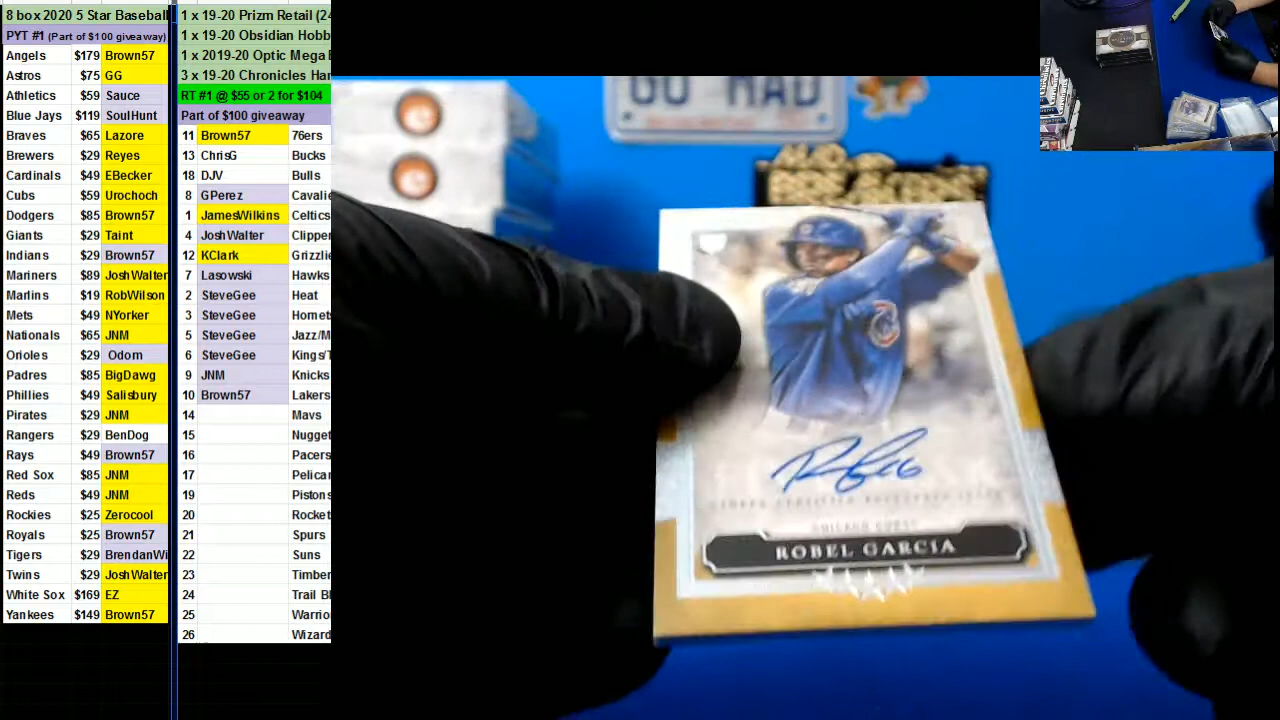 8 box 2020 5 Star Baseball
PYT #1 (Part of $100 giveaway)
Angels $179 Brown57
Astros $75 GG
Athletics $59 Sauce
Blue Jays $119 SoulHunt
Braves $65 Lazore
Brewers $29 Reyes
Cardinals $49 EBecker
Cubs $59 Urochoch
Dodgers $85 Brown57
Giants $29 Taint
Indians $29 Brown57
Mariners $89 JoshWalter
Marlins $19 RobWilson
Mets $49 NYorker
Nationals $65 JNM
Orioles $29 Odom
Padres $85 BigDawg
Phillies $49 Salisbury
Pirates $29 JNM
Rangers $29 BenDog
Rays $49 Brown57
Red Sox $85 JNM
Reds $49 JNM
Rockies $25 Zerocool
Royals $25 Brown57
Tigers $29 BrendanWi
Twins $29 JoshWalter
White Sox $169 EZ
Yankees $149 Brown57
1 x 19-20 Prizm Retail (24
1 x 19-20 Obsidian Hobb
1 x 2019-20 Optic Mega
3 x 19-20 Chronicles Han
RT #1 @ $55 or 2 for $104
Part of $100 giveaway
11 Brown57 76ers
13 ChrisG Bucks
18 DJV Bulls
8 GPerez Cavalie
1 JamesWilkins Celtics
4 JoshWalter Clipper
12 KClark Grizzlie
7 Lasowski Hawks
2 SteveGee Heat
3 SteveGee Hornet
5 SteveGee Jazz/M
6 SteveGee Kings/T
9 JNM Knicks
10 Brown57 Lakers
14 Mavs
15 Nugget
16 Pacers
17 Pelica
19 Piston
20 Rocket
21 Spurs
22 Suns
23 Timber
24 Trail Bl
25 Warrio
26 Wizard
GO MAD
CHICAGO CUBS
ROBEL GARCIA